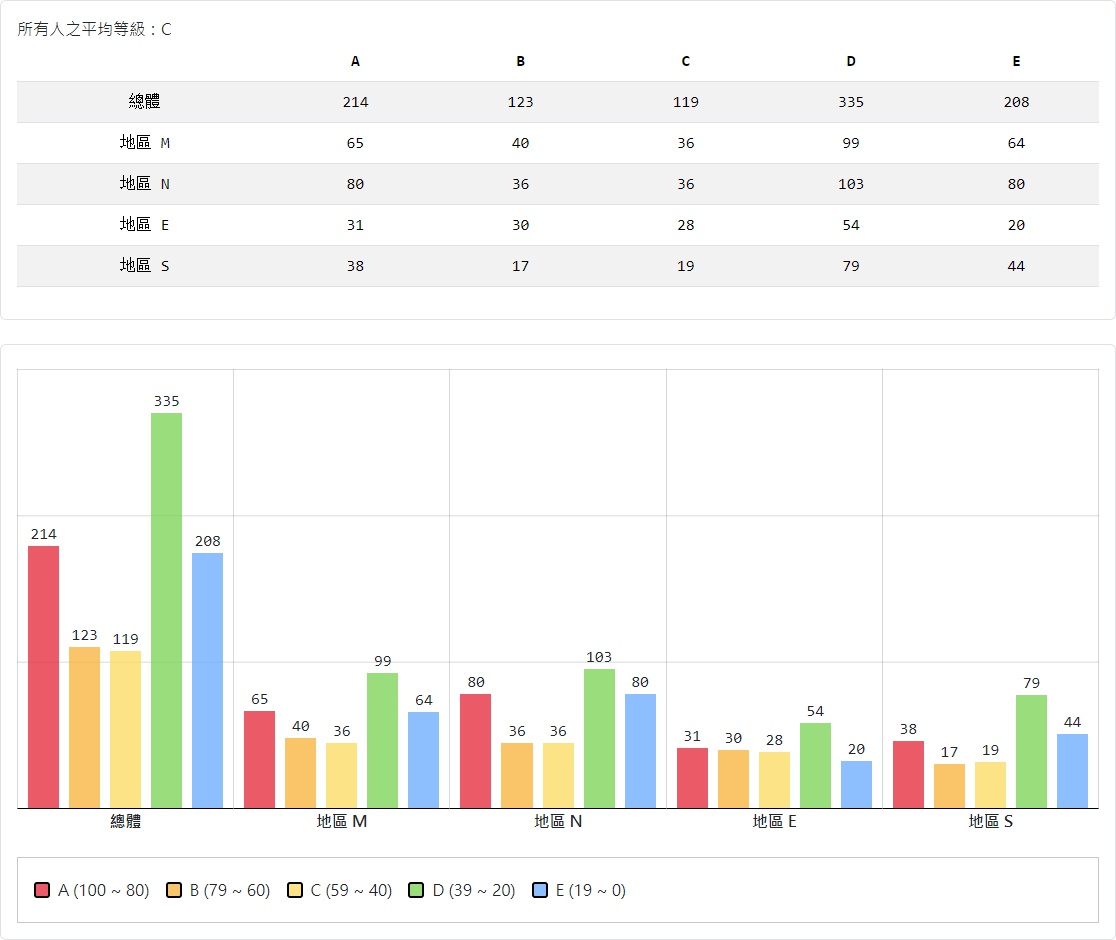 所有人之平均等級：C
A B C D E
總體 214 123 119 335 208
地區 M 65 40 36 99 64
地區 N 80 36 36 103 80
地區 E 31 30 28 54 20
地區 S 38 17 19 79 44
214 123 119 335 208
65 40 36 99 64
80 36 36 103 80
31 30 28 54 20
38 17 19 79 44
總體 地區 M 地區 N 地區 E 地區 S
A (100 ~ 80) B (79 ~ 60) C (59 ~ 40) D (39 ~ 20) E (19 ~ 0)